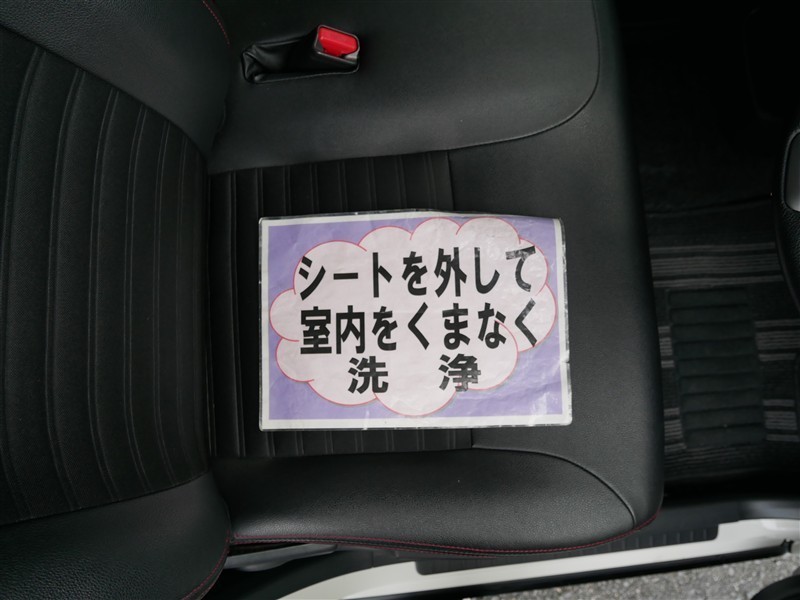 シートを外して
室内をくまなく
洗　浄